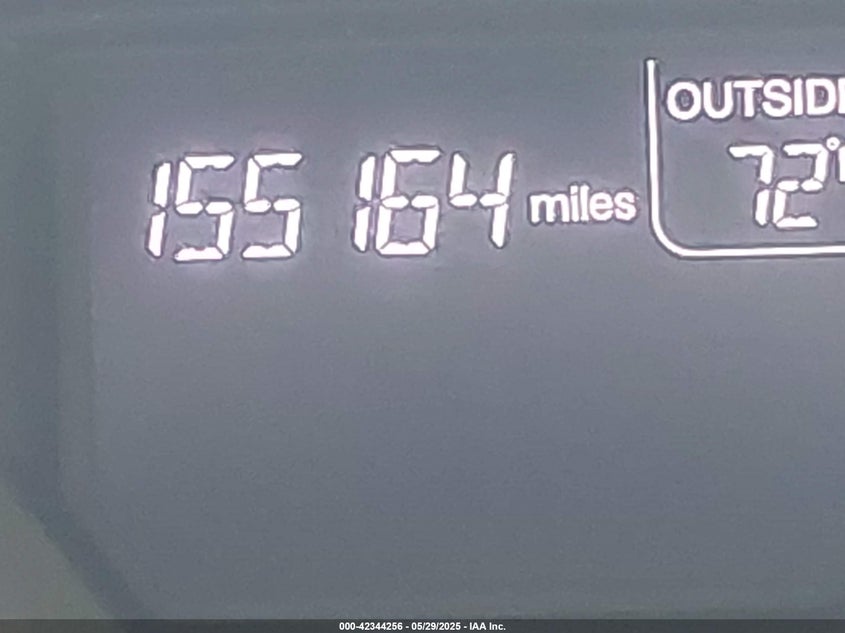 OUTSIDE
155 164 miles
72°
000-42344256 - 05/29/2025 - IAA Inc.